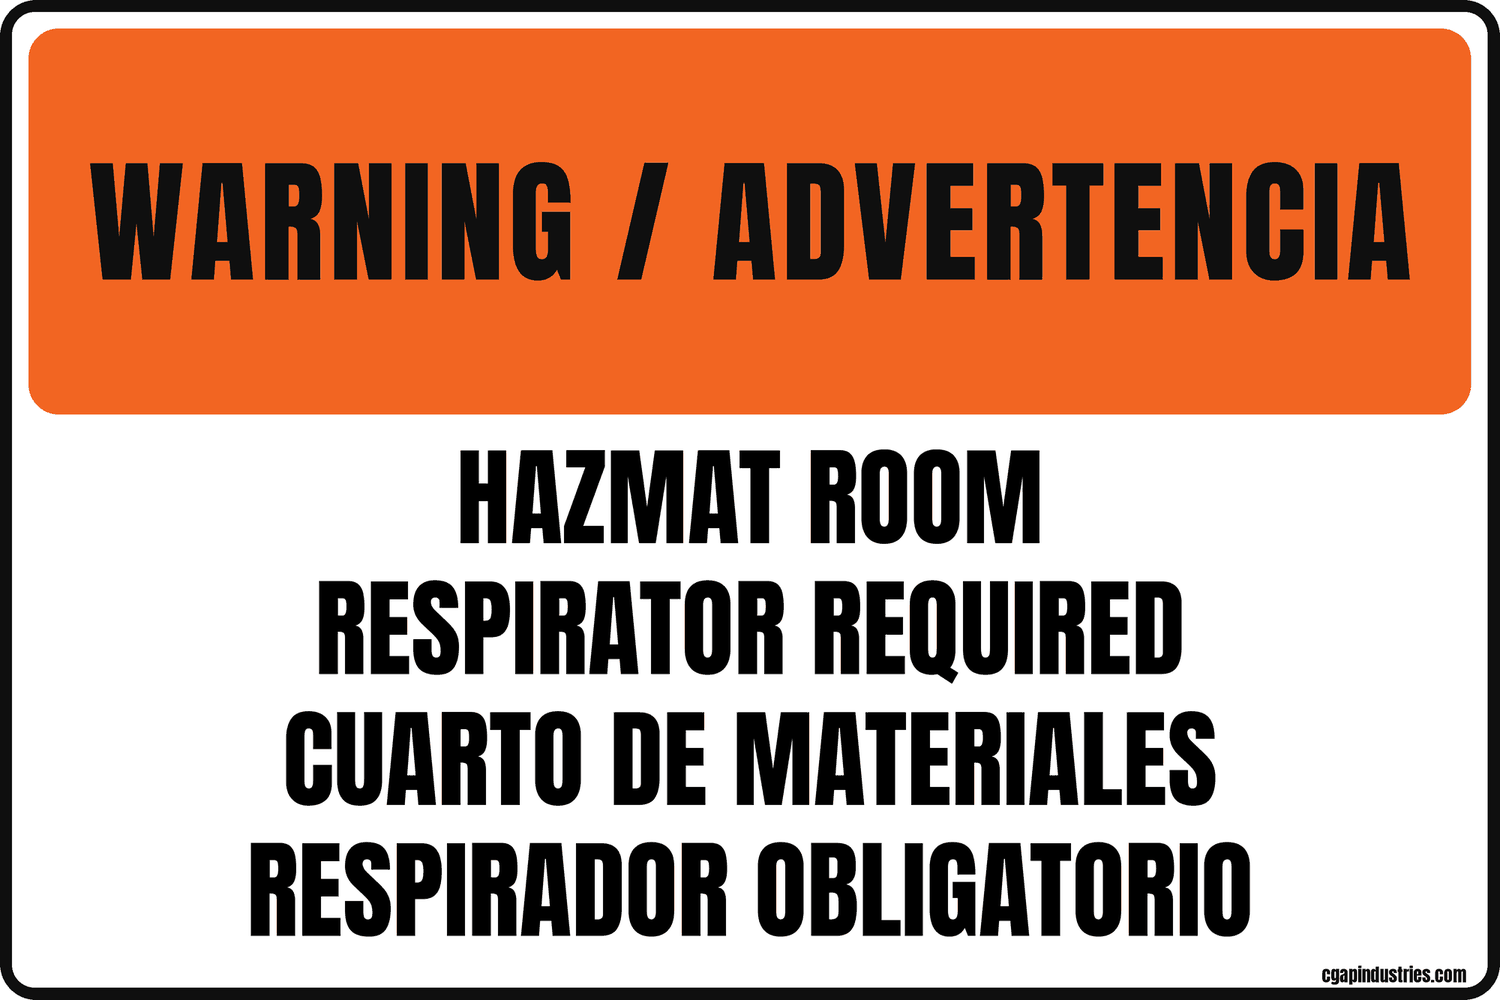 WARNING / ADVERTENCIA
HAZMAT ROOM
RESPIRATOR REQUIRED
CUARTO DE MATERIALES
RESPIRADOR OBLIGATORIO
cgapindustries.com